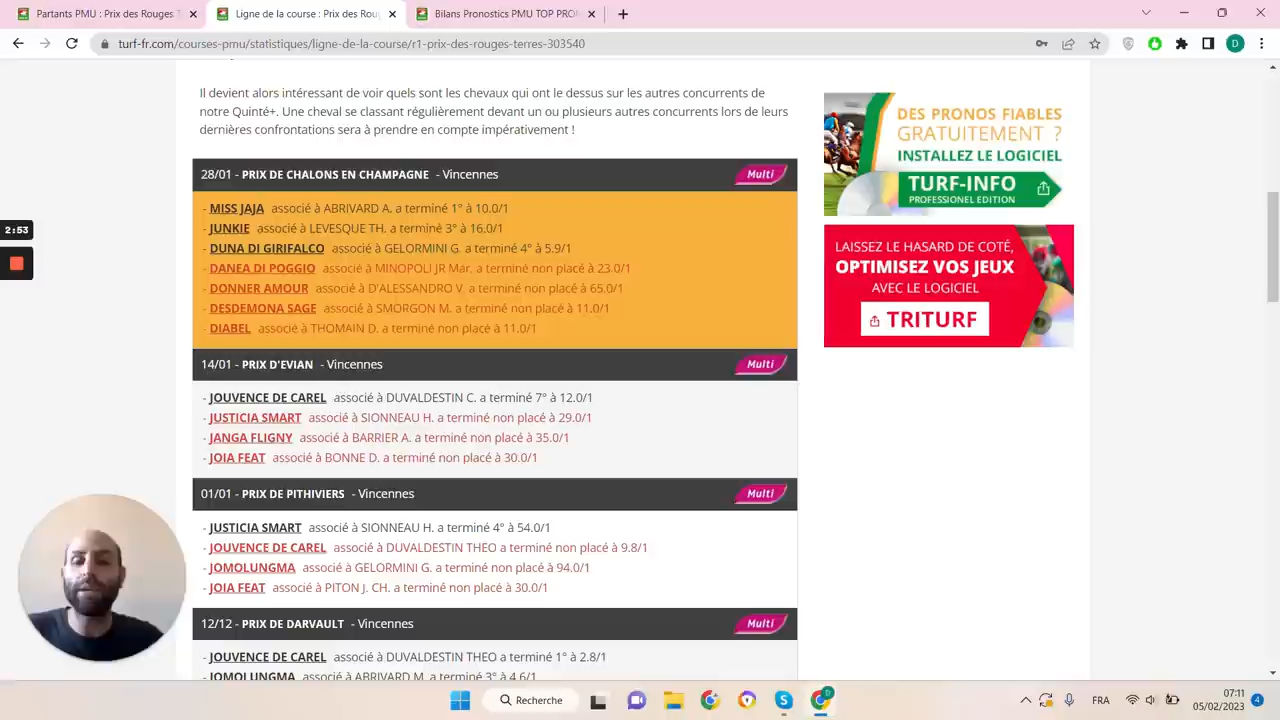 Partants PMU : Prix des Rouges T
Ligne de la course : Prix des Rou
Bilans Pronostics PMU TOP PRO
turf-fr.com/courses-pmu/statistiques/ligne-de-la-course/r1-prix-des-rouges-terres-303540
D
Il devient alors intéressant de voir quels sont les chevaux qui ont le dessus sur les autres concurrents de
notre Quinté+. Une cheval se classant régulièrement devant un ou plusieurs autres concurrents lors de leurs
dernières confrontations sera à prendre en compte impérativement !
28/01 - PRIX DE CHALONS EN CHAMPAGNE - Vincennes Multi
- MISS JAJA associé à ABRIVARD A. a terminé 1° à 10.0/1
- JUNKIE associé à LEVESQUE TH. a terminé 3° à 16.0/1
- DUNA DI GIRIFALCO associé à GELORMINI G. a terminé 4° à 5.9/1
- DANEA DI POGGIO associé à MINOPOLI JR Mar. a terminé non placé à 23.0/1
- DONNER AMOUR associé à D'ALESSANDRO V. a terminé non placé à 65.0/1
- DESDEMONA SAGE associé à SMORGON M. a terminé non placé à 11.0/1
- DIABEL associé à THOMAIN D. a terminé non placé à 11.0/1
14/01 - PRIX D'EVIAN - Vincennes Multi
- JOUVENCE DE CAREL associé à DUVALDESTIN C. a terminé 7° à 12.0/1
- JUSTICIA SMART associé à SIONNEAU H. a terminé non placé à 29.0/1
- JANGA FLIGNY associé à BARRIER A. a terminé non placé à 35.0/1
- JOIA FEAT associé à BONNE D. a terminé non placé à 30.0/1
01/01 - PRIX DE PITHIVIERS - Vincennes Multi
- JUSTICIA SMART associé à SIONNEAU H. a terminé 4° à 54.0/1
- JOUVENCE DE CAREL associé à DUVALDESTIN THEO a terminé non placé à 9.8/1
- JOMOLUNGMA associé à GELORMINI G. a terminé non placé à 94.0/1
- JOIA FEAT associé à PITON J. CH. a terminé non placé à 30.0/1
12/12 - PRIX DE DARVAULT - Vincennes Multi
- JOUVENCE DE CAREL associé à DUVALDESTIN THEO a terminé 1° à 2.8/1
- JOMOLUNGMA associé à ABRIVARD M. a terminé 3° à 4.6/1
DES PRONOS FIABLES
GRATUITEMENT ?
INSTALLEZ LE LOGICIEL
TURF-INFO
PROFESSIONEL EDITION
LAISSEZ LE HASARD DE COTÉ,
OPTIMISEZ VOS JEUX
AVEC LE LOGICIEL
TRITURF
2:53
Recherche
FRA
07:11
05/02/2023
4